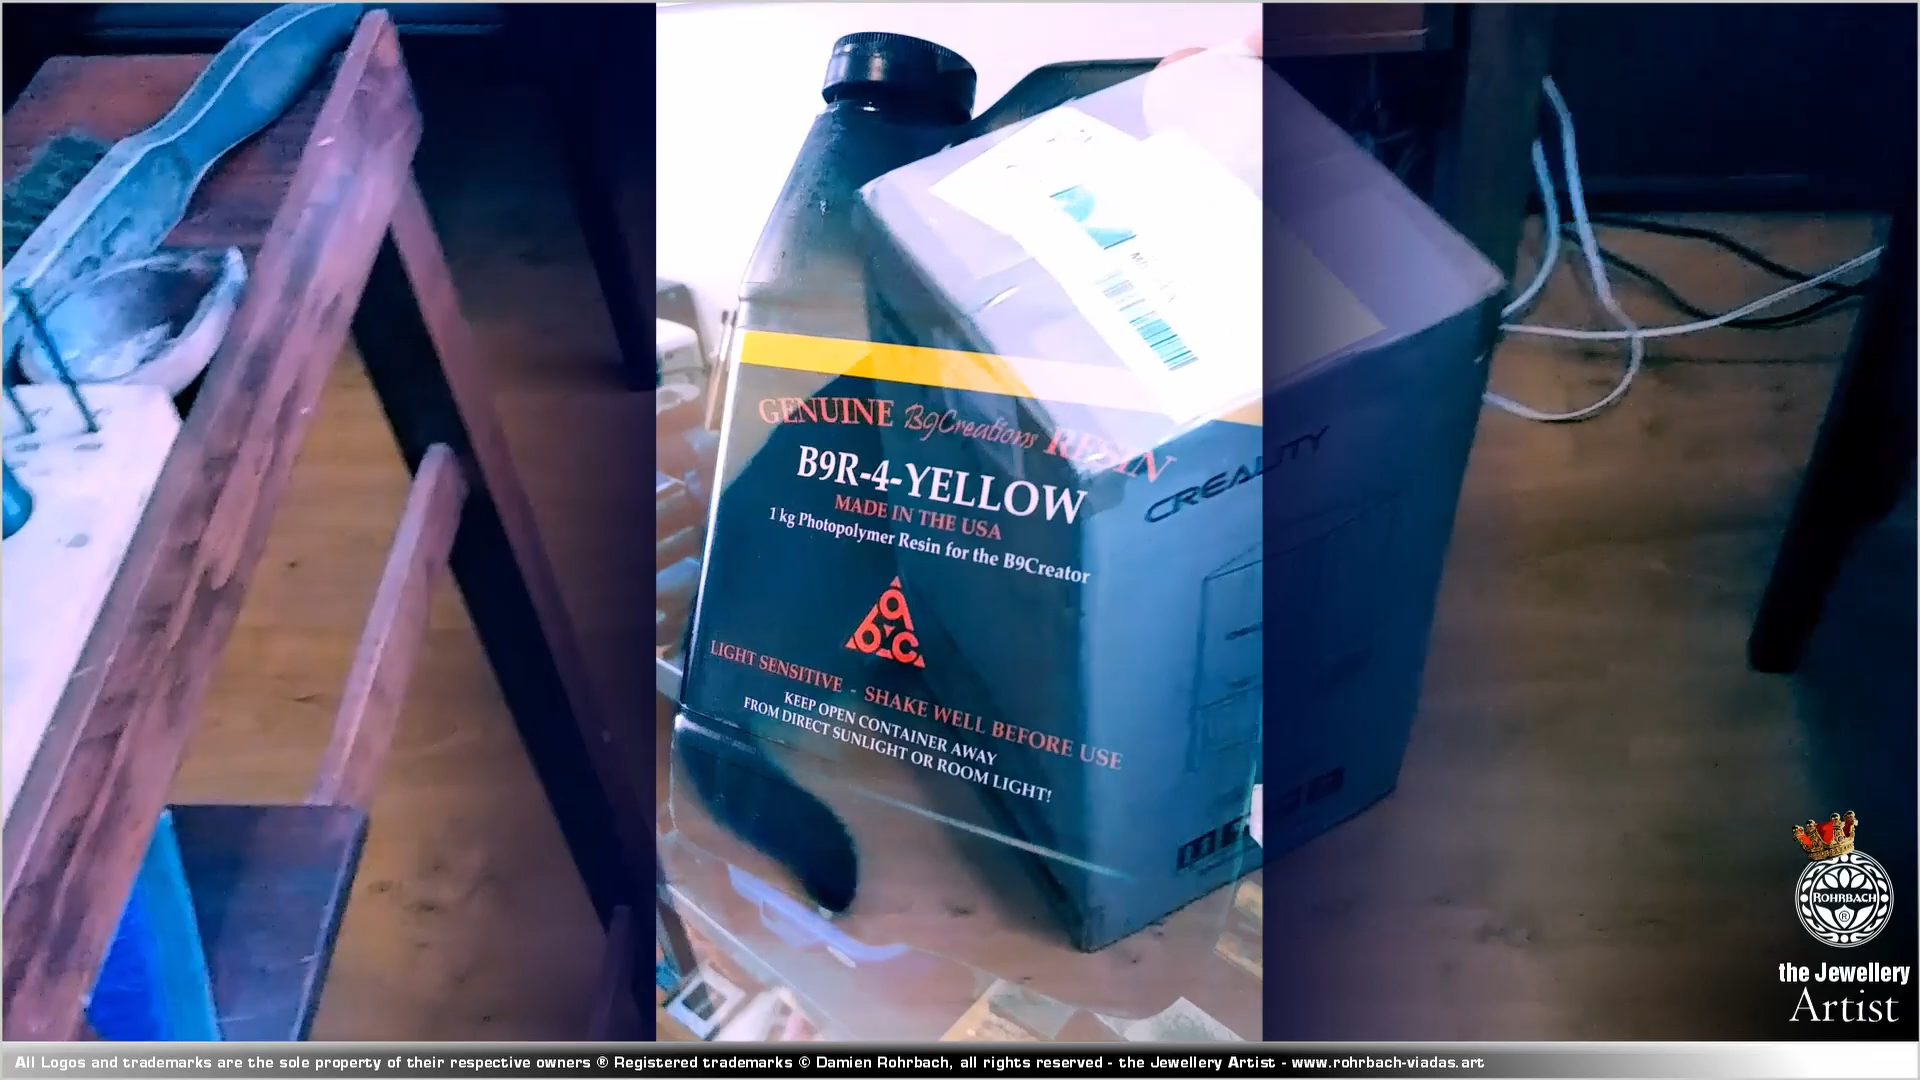 GENUINE B9Creations RESIN
B9R-4-YELLOW
MADE IN THE USA
1 kg Photopolymer Resin for the B9Creator
b9c
LIGHT SENSITIVE - SHAKE WELL BEFORE USE
KEEP OPEN CONTAINER AWAY
FROM DIRECT SUNLIGHT OR ROOM LIGHT!
CREALITY
ROHRBACH
®
the Jewellery
Artist
All Logos and trademarks are the sole property of their respective owners ® Registered trademarks © Damien Rohrbach, all rights reserved - the Jewellery Artist - www.rohrbach-viadas.art